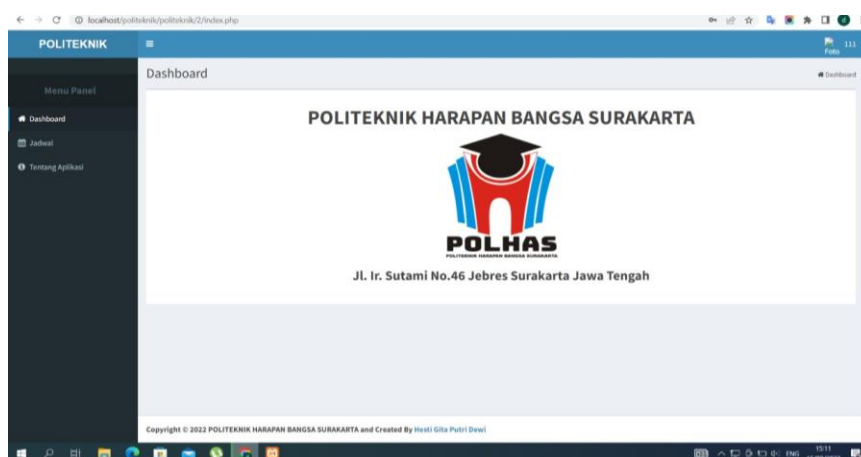 localhost/politeknik/politeknik/2/index.php
POLITEKNIK
Foto 111
Dashboard
Dashboard
Menu Panel
Dashboard
Jadwal
Tentang Aplikasi
POLITEKNIK HARAPAN BANGSA SURAKARTA
POLHAS
POLITEKNIK HARAPAN BANGSA SURAKARTA
Jl. Ir. Sutami No.46 Jebres Surakarta Jawa Tengah
Copyright © 2022 POLITEKNIK HARAPAN BANGSA SURAKARTA and Created By Hesti Gita Putri Dewi
ENG
15:11